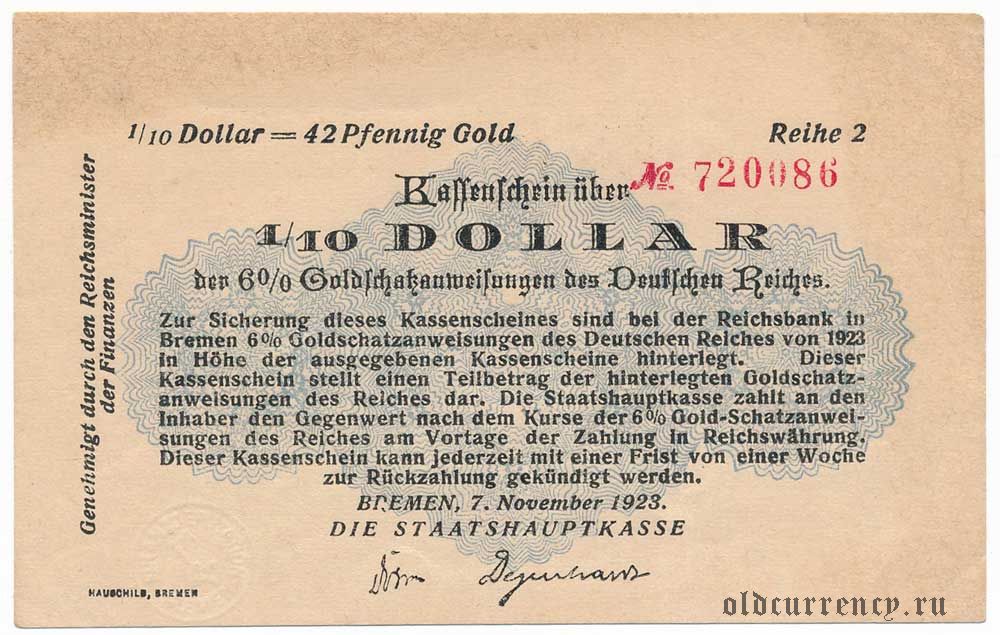 1/10 Dollar = 42 Pfennig Gold
Reihe 2
№ 720086
Kassenschein über
1/10 DOLLAR
der 6% Goldschatzanweisungen des Deutschen Reiches.
Zur Sicherung dieses Kassenscheines sind bei der Reichsbank in
Bremen 6% Goldschatzanweisungen des Deutschen Reiches von 1923
in Höhe der ausgegebenen Kassenscheine hinterlegt. Dieser
Kassenschein stellt einen Teilbetrag der hinterlegten Goldschatz-
anweisungen des Reiches dar. Die Staatshauptkasse zahlt an den
Inhaber den Gegenwert nach dem Kurse der 6% Gold-Schatzanwei-
sungen des Reiches am Vortage der Zahlung in Reichswährung.
Dieser Kassenschein kann jederzeit mit einer Frist von einer Woche
zur Rückzahlung gekündigt werden.
BREMEN, 7. November 1923.
DIE STAATSHAUPTKASSE
Degenhardt
Genehmigt durch den Reichsminister
der Finanzen
HAUSCHILD, BREMEN
oldcurrency.ru